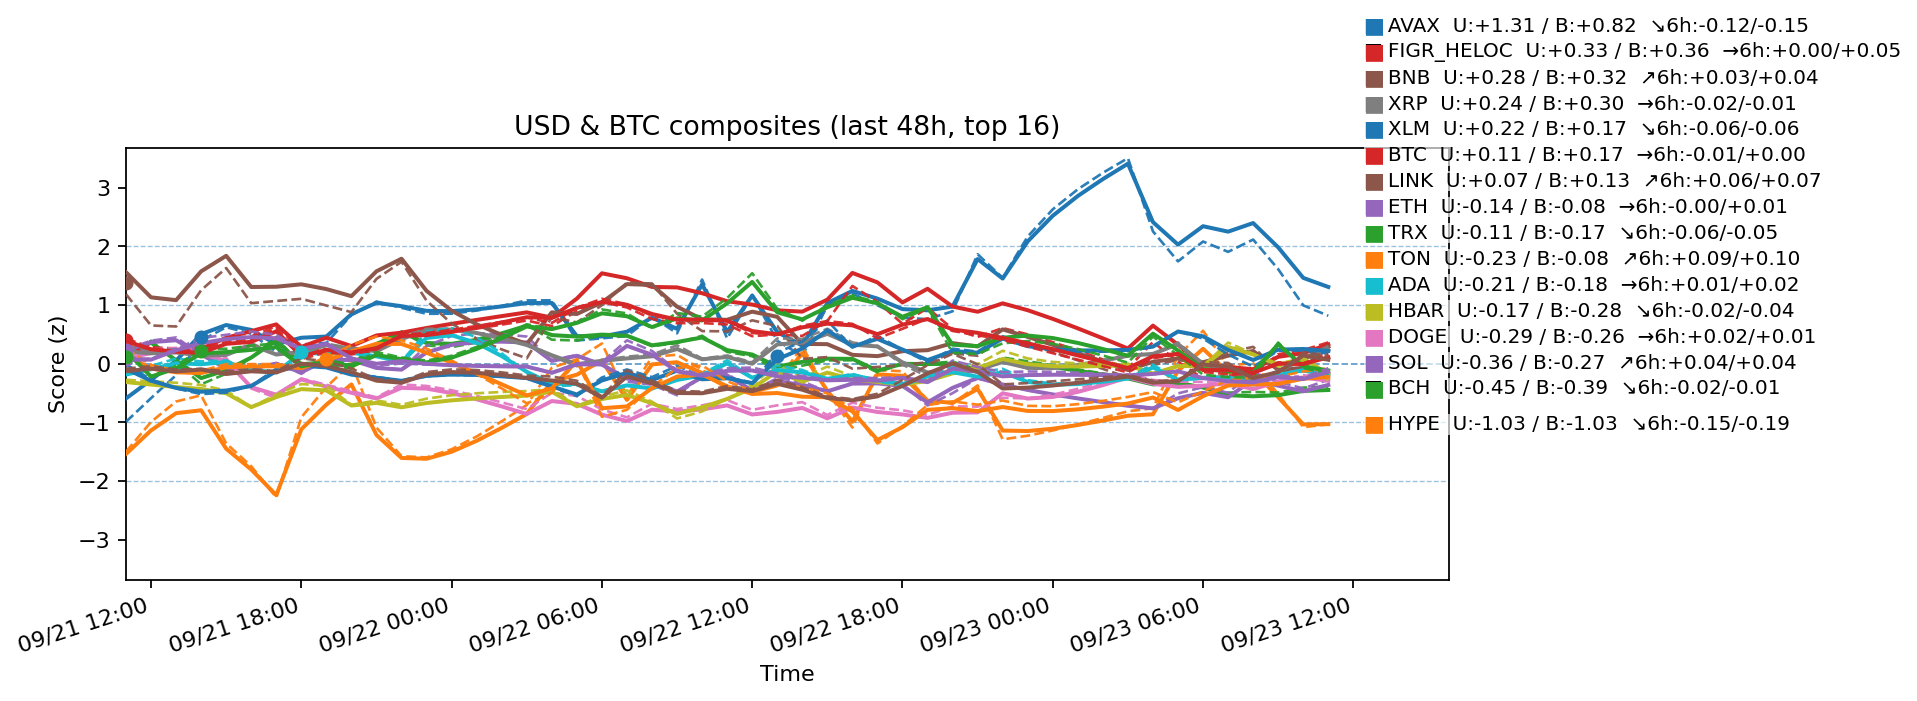 AVAX  U:+1.31 / B:+0.82  ↘6h:-0.12/-0.15
FIGR_HELOC  U:+0.33 / B:+0.36  →6h:+0.00/+0.05
BNB  U:+0.28 / B:+0.32  ↗6h:+0.03/+0.04
XRP  U:+0.24 / B:+0.30  →6h:-0.02/-0.01
XLM  U:+0.22 / B:+0.17  ↘6h:-0.06/-0.06
BTC  U:+0.11 / B:+0.17  →6h:-0.01/+0.00
LINK  U:+0.07 / B:+0.13  ↗6h:+0.06/+0.07
ETH  U:-0.14 / B:-0.08  →6h:-0.00/+0.01
TRX  U:-0.11 / B:-0.17  ↘6h:-0.06/-0.05
TON  U:-0.23 / B:-0.08  ↗6h:+0.09/+0.10
ADA  U:-0.21 / B:-0.18  →6h:+0.01/+0.02
HBAR  U:-0.17 / B:-0.28  ↘6h:-0.02/-0.04
DOGE  U:-0.29 / B:-0.26  →6h:+0.02/+0.01
SOL  U:-0.36 / B:-0.27  ↗6h:+0.04/+0.04
BCH  U:-0.45 / B:-0.39  ↘6h:-0.02/-0.01
HYPE  U:-1.03 / B:-1.03  ↘6h:-0.15/-0.19
USD & BTC composites (last 48h, top 16)
Score (z)
3
2
1
0
−1
−2
−3
09/21 12:00
09/21 18:00
09/22 00:00
09/22 06:00
09/22 12:00
09/22 18:00
09/23 00:00
09/23 06:00
09/23 12:00
Time